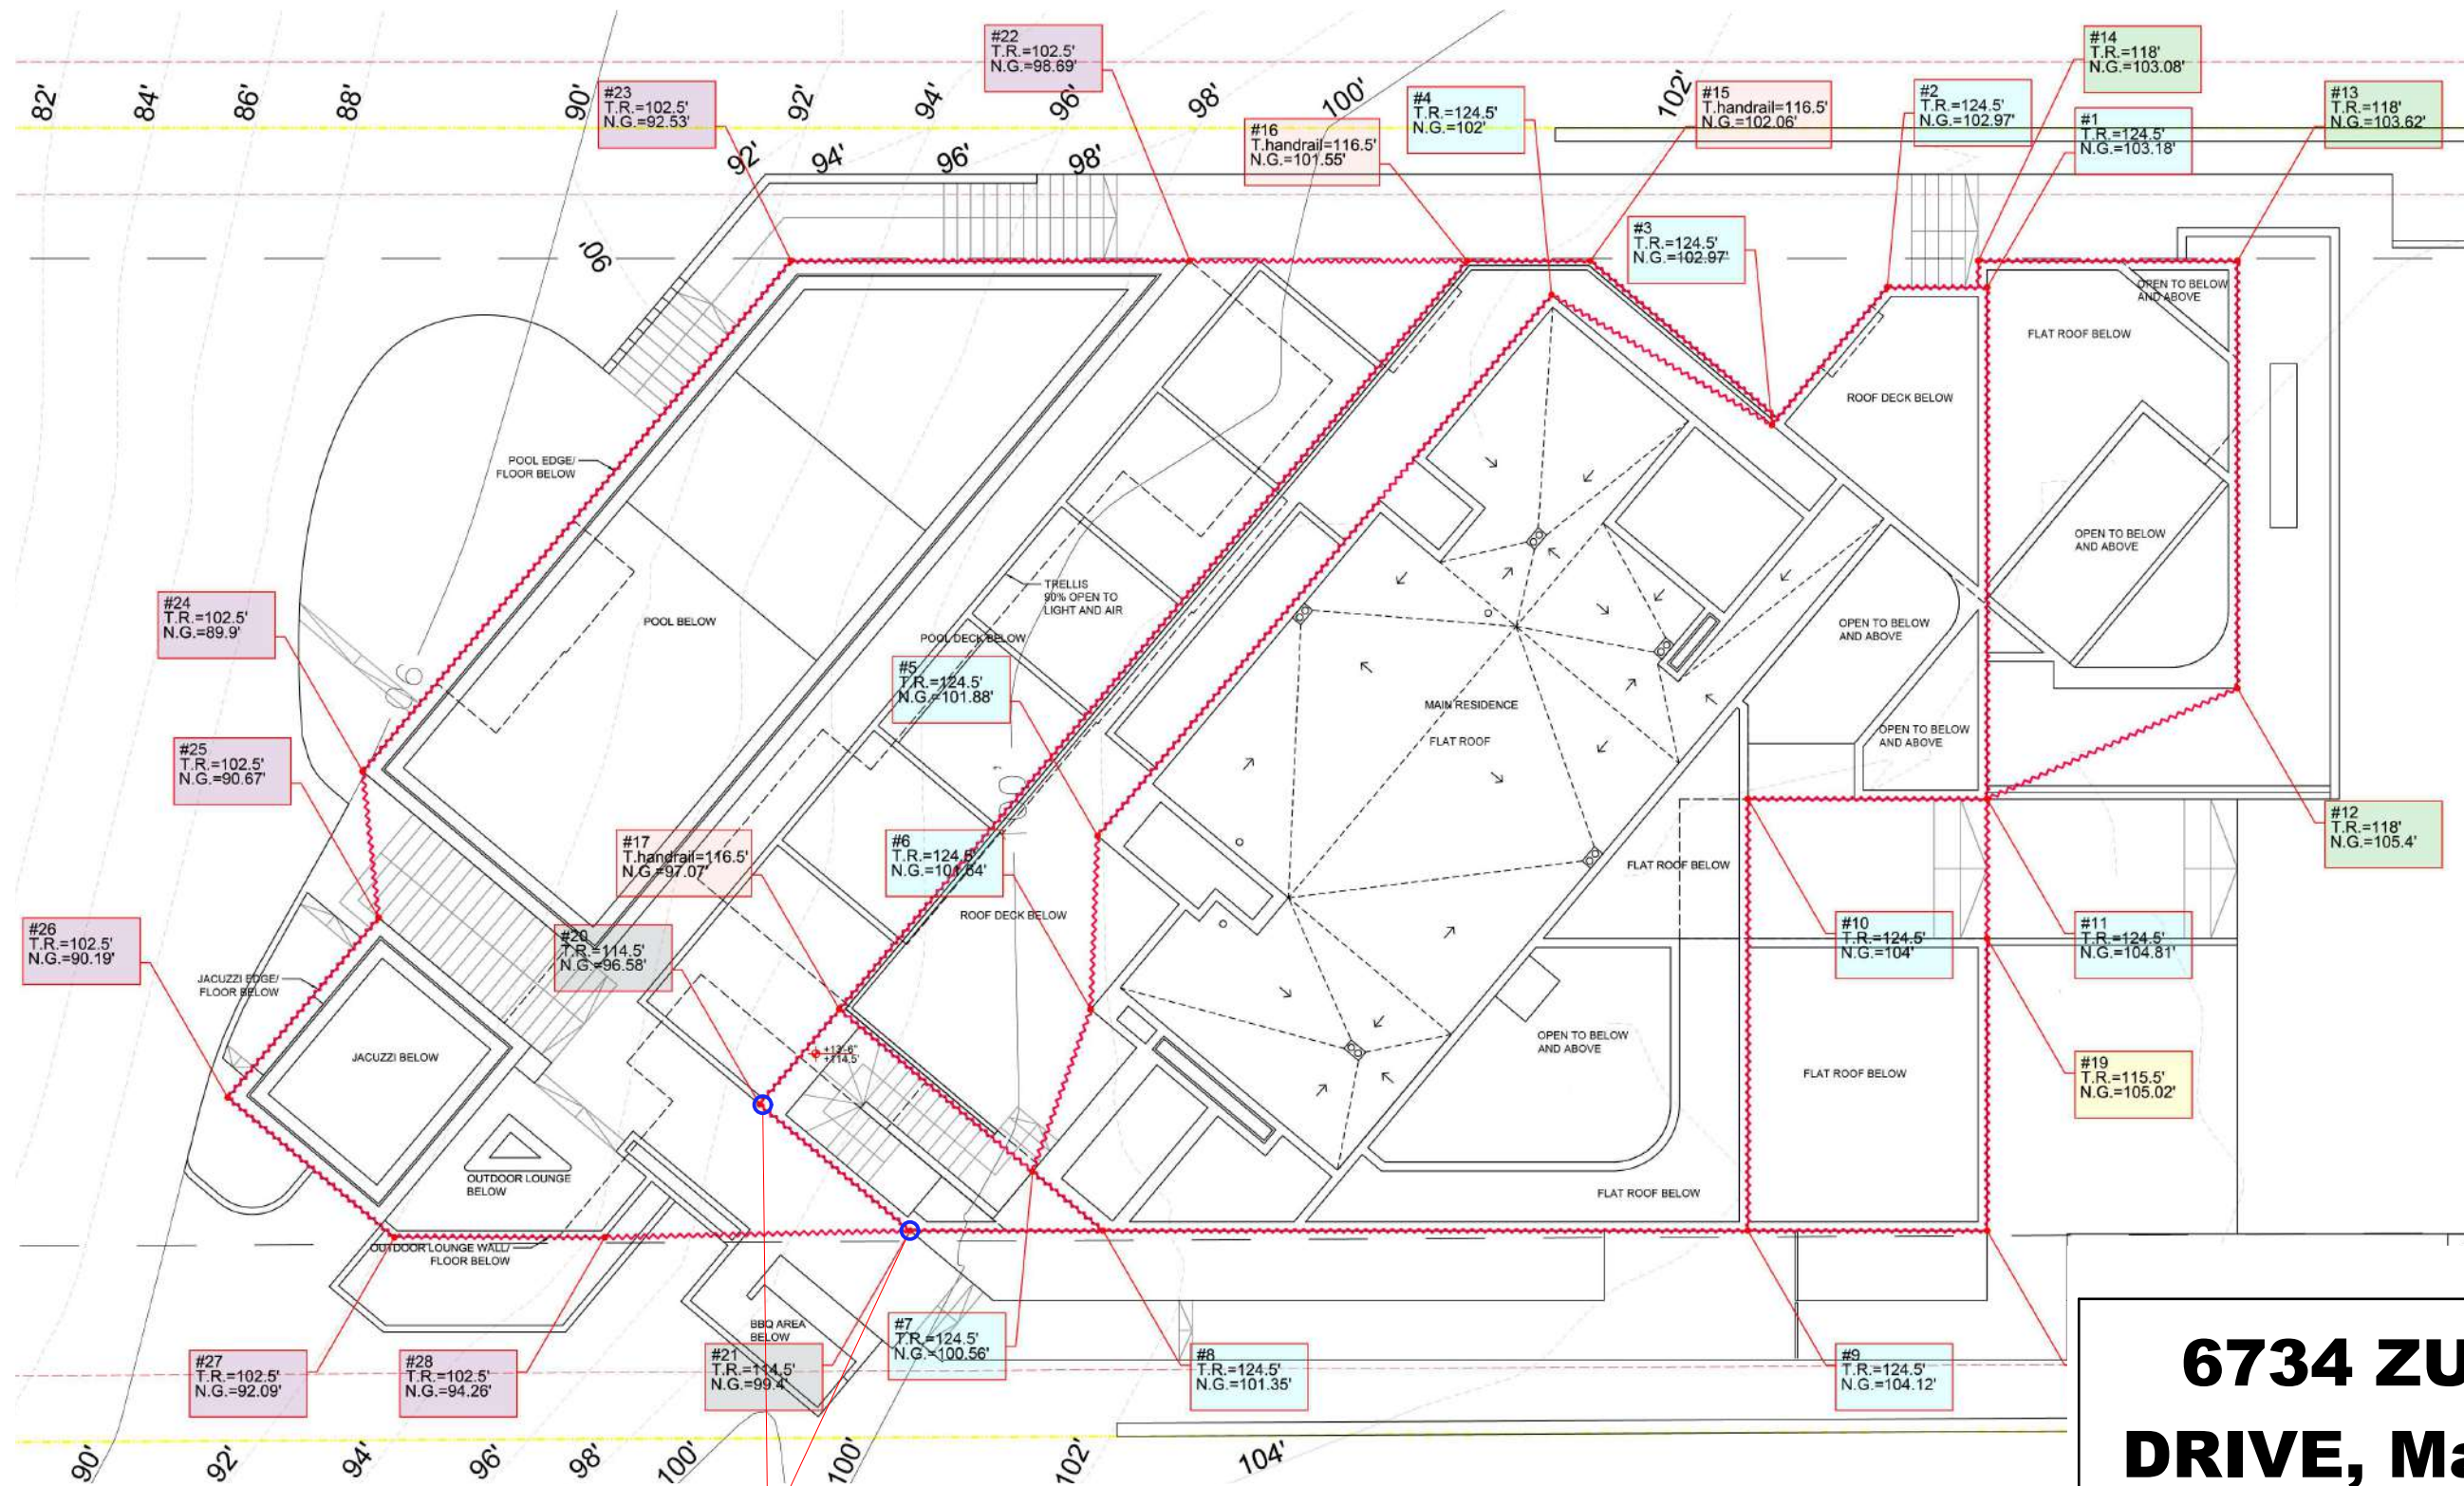 #22
T.R.=102.5'
N.G.=98.69'
#14
T.R.=118'
N.G.=103.08'
82'
84'
86'
88'
90'
#23
T.R.=102.5'
N.G.=92.53'
92'
94'
96'
98'
100'
#4
T.R.=124.5'
N.G.=102'
102'
#15
T.handrail=116.5'
N.G.=102.06'
#2
T.R.=124.5'
N.G.=102.97'
#13
T.R.=118'
N.G.=103.62'
#16
T.handrail=116.5'
N.G.=101.55'
#1
T.R.=124.5'
N.G.=103.18'
92'
94'
96'
98'
90'
#3
T.R.=124.5'
N.G.=102.97'
OPEN TO BELOW
AND ABOVE
FLAT ROOF BELOW
ROOF DECK BELOW
POOL EDGE/
FLOOR BELOW
OPEN TO BELOW
AND ABOVE
TRELLIS
90% OPEN TO
LIGHT AND AIR
#24
T.R.=102.5'
N.G.=89.9'
POOL BELOW
POOL DECK BELOW
OPEN TO BELOW
AND ABOVE
90
#5
T.R.=124.5'
N.G.=101.88'
MAIN RESIDENCE
FLAT ROOF
OPEN TO BELOW
AND ABOVE
#25
T.R.=102.5'
N.G.=90.67'
#12
T.R.=118'
N.G.=105.4'
#17
T.handrail=116.5'
N.G.=97.07'
#6
T.R.=124.5'
N.G.=101.64'
FLAT ROOF BELOW
ROOF DECK BELOW
#26
T.R.=102.5'
N.G.=90.19'
#20
T.R.=114.5'
N.G.=96.58'
#10
T.R.=124.5'
N.G.=104'
#11
T.R.=124.5'
N.G.=104.81'
JACUZZI EDGE/
FLOOR BELOW
JACUZZI BELOW
+13'-6"
+114.5'
OPEN TO BELOW
AND ABOVE
FLAT ROOF BELOW
#19
T.R.=115.5'
N.G.=105.02'
OUTDOOR LOUNGE
BELOW
FLAT ROOF BELOW
OUTDOOR LOUNGE WALL/
FLOOR BELOW
BBQ AREA
BELOW
#27
T.R.=102.5'
N.G.=92.09'
#28
T.R.=102.5'
N.G.=94.26'
#21
T.R.=114.5'
N.G.=99.4'
#7
T.R.=124.5'
N.G.=100.56'
#8
T.R.=124.5'
N.G.=101.35'
#9
T.R.=124.5'
N.G.=104.12'
6734 ZU
DRIVE, Ma
90'
92'
94'
96'
98'
100'
100'
102'
104'